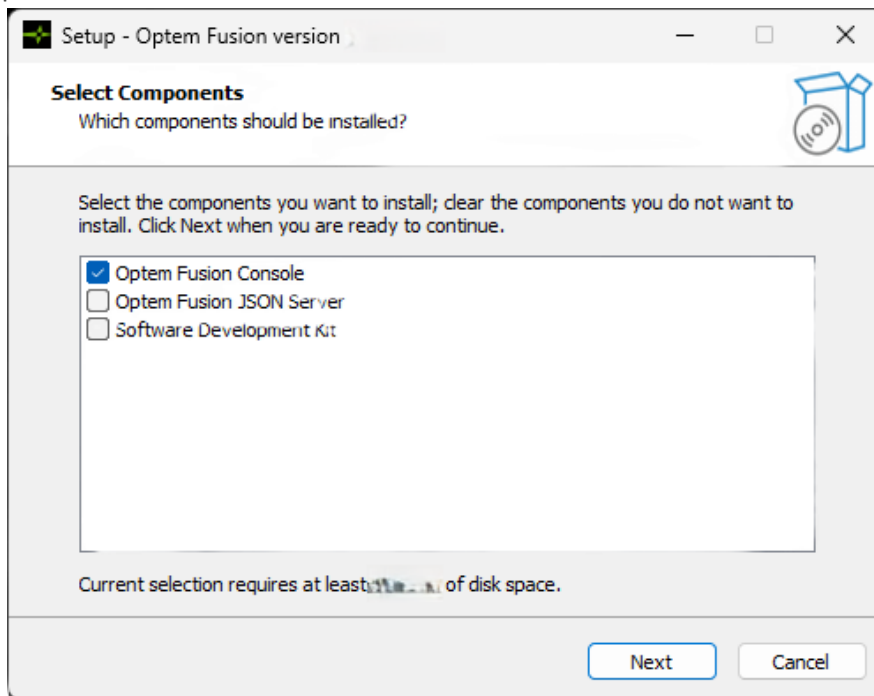 Setup - Optem Fusion version
Select Components
Which components should be installed?
Select the components you want to install; clear the components you do not want to
install. Click Next when you are ready to continue.
Optem Fusion Console
Optem Fusion JSON Server
Software Development Kit
Current selection requires at least of disk space.
Next
Cancel